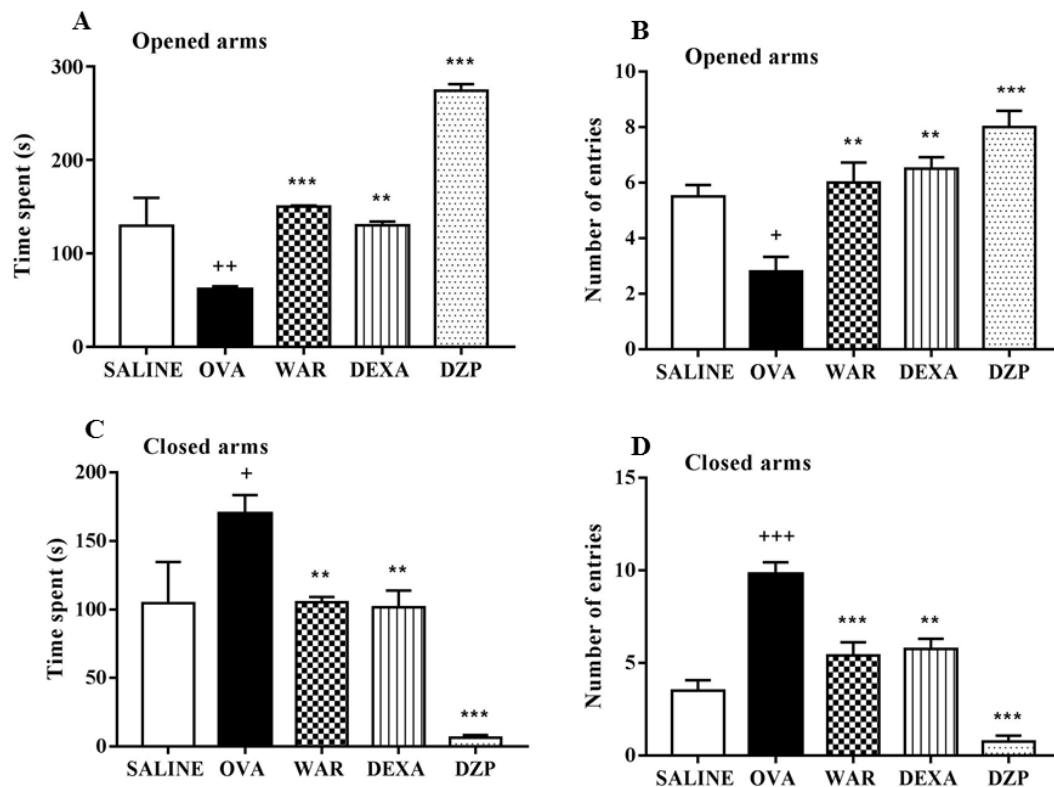 A
Opened arms
Time spent (s)
300
200
100
0
++
***
**
***
SALINE OVA WAR DEXA DZP
B
Opened arms
Number of entries
10
8
6
4
2
0
+
**
**
***
SALINE OVA WAR DEXA DZP
C
Closed arms
Time spent (s)
200
150
100
50
0
+
**
**
***
SALINE OVA WAR DEXA DZP
D
Closed arms
Number of entries
15
10
5
0
+++
***
**
***
SALINE OVA WAR DEXA DZP